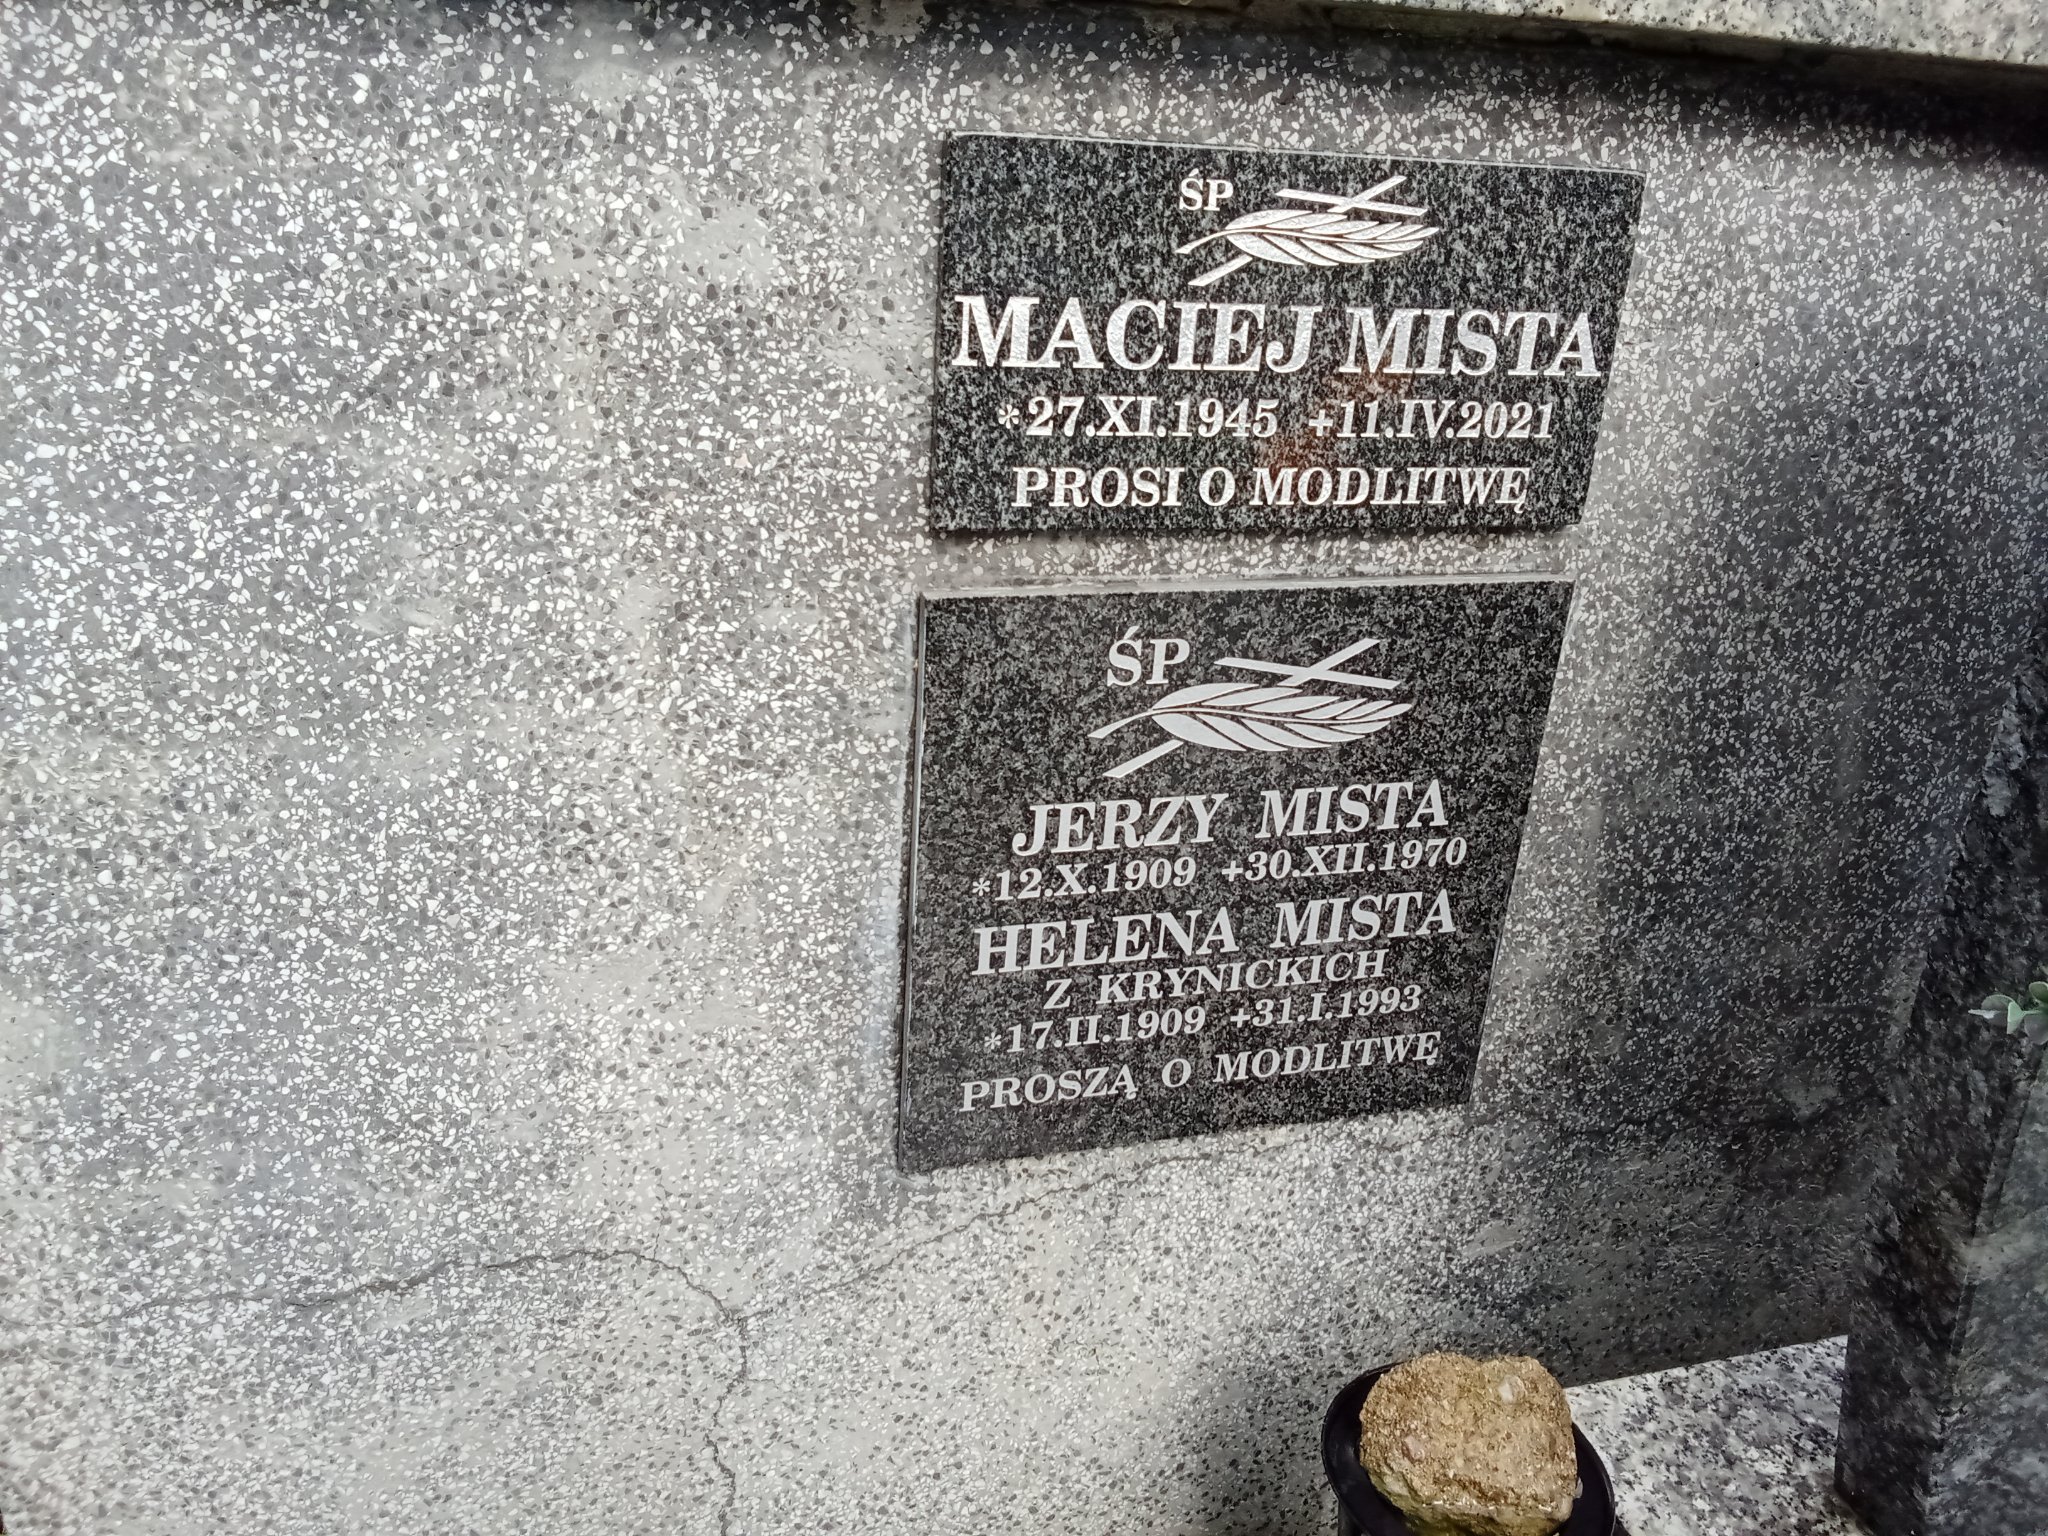 ŚP
MACIEJ MISTA
*27.XI.1945 +11.IV.2021
PROSI O MODLITWĘ
ŚP
JERZY MISTA
*12.X.1909 +30.XII.1970
HELENA MISTA
Z KRYNICKICH
*17.II.1909 +31.I.1993
PROSZĄ O MODLITWĘ